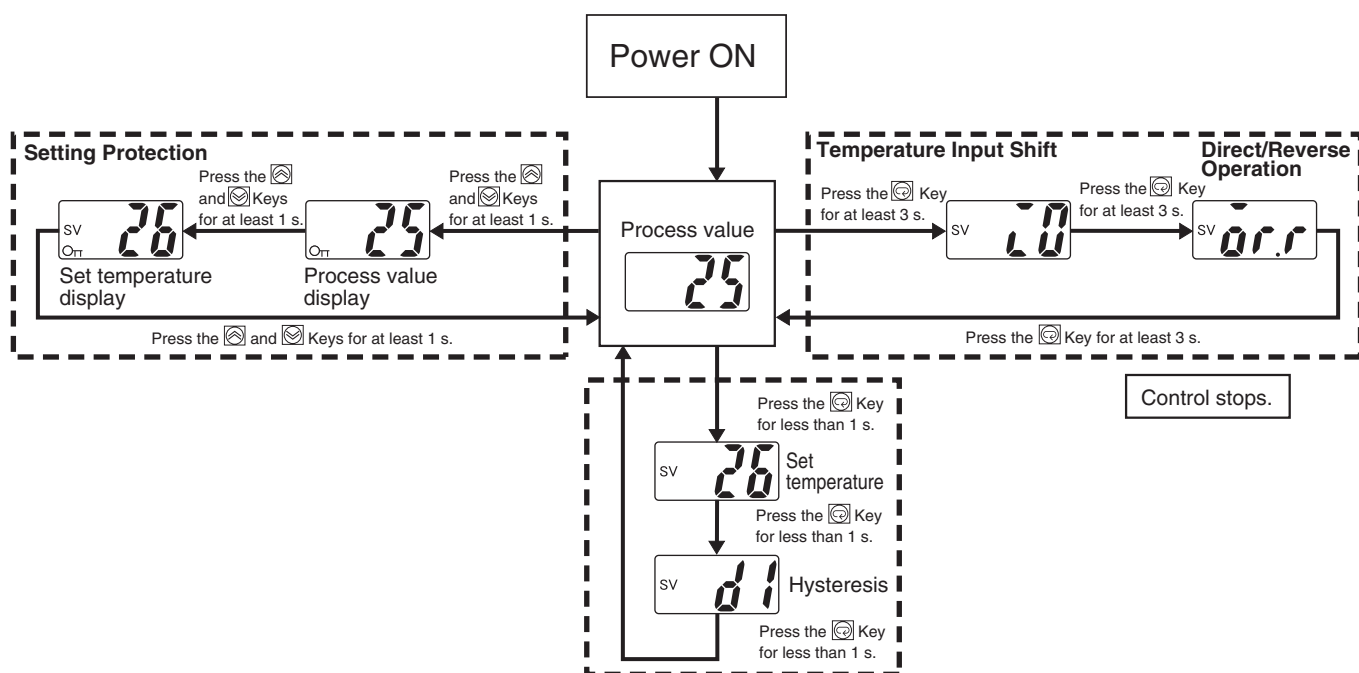 Power ON
Setting Protection
Press the
and Keys
for at least 1 s.
Press the
and Keys
for at least 1 s.
SV 26
Set temperature
display
25
Process value
display
Press the and Keys for at least 1 s.
Process value
25
Temperature Input Shift
Direct/Reverse
Operation
Press the Key
for at least 3 s.
Press the Key
for at least 3 s.
SV
SV
Press the Key for at least 3 s.
Control stops.
Press the Key
for less than 1 s.
SV 26
Set
temperature
Press the Key
for less than 1 s.
SV d1
Hysteresis
Press the Key
for less than 1 s.